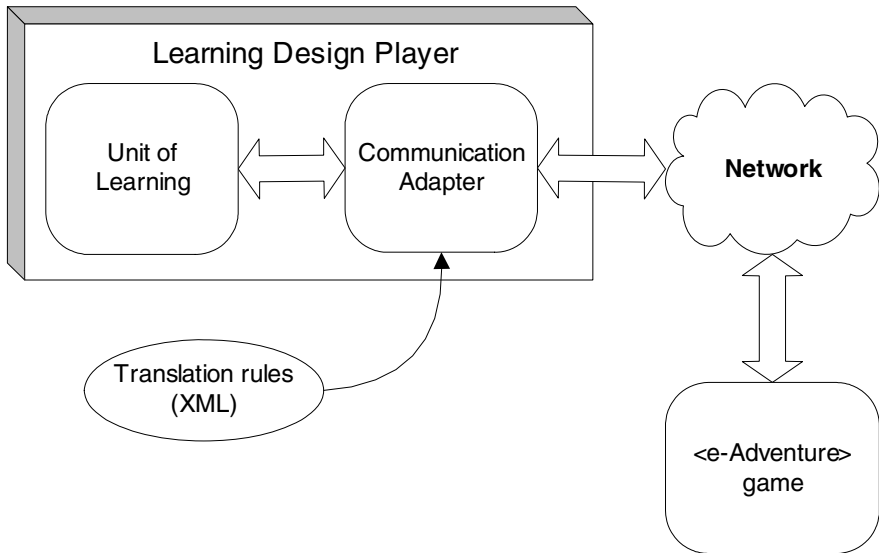 Learning Design Player
Unit of
Learning
Communication
Adapter
Network
Translation rules
(XML)
<e-Adventure>
game